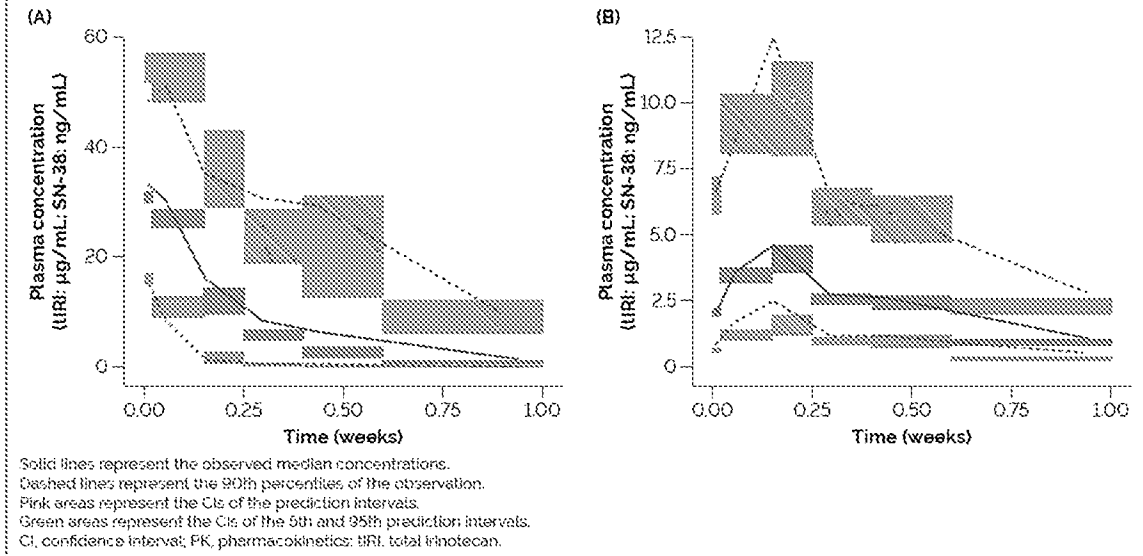 (A)
60
40
20
0
Plasma concentration
(tIRI: µg/mL; SN-38: ng/mL)
0.00 0.25 0.50 0.75 1.00
Time (weeks)
(B)
12.5
10.0
7.5
5.0
2.5
0
Plasma concentration
(tIRI: µg/mL; SN-38: ng/mL)
0.00 0.25 0.50 0.75 1.00
Time (weeks)
Solid lines represent the observed median concentrations.
Dashed lines represent the 90th percentiles of the observation.
Pink areas represent the CIs of the prediction intervals.
Green areas represent the CIs of the 5th and 95th prediction intervals.
CI, confidence interval; PK, pharmacokinetics; tIRI, total irinotecan.